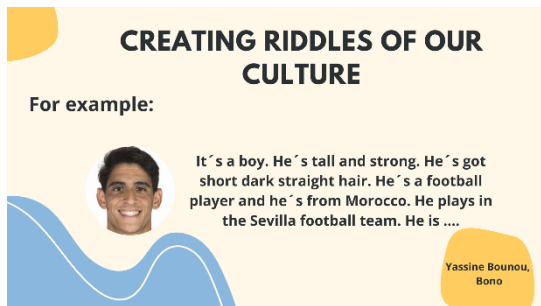 CREATING RIDDLES OF OUR
CULTURE
For example:
It´s a boy. He´s tall and strong. He´s got
short dark straight hair. He´s a football
player and he´s from Morocco. He plays in
the Sevilla football team. He is ....
Yassine Bounou,
Bono